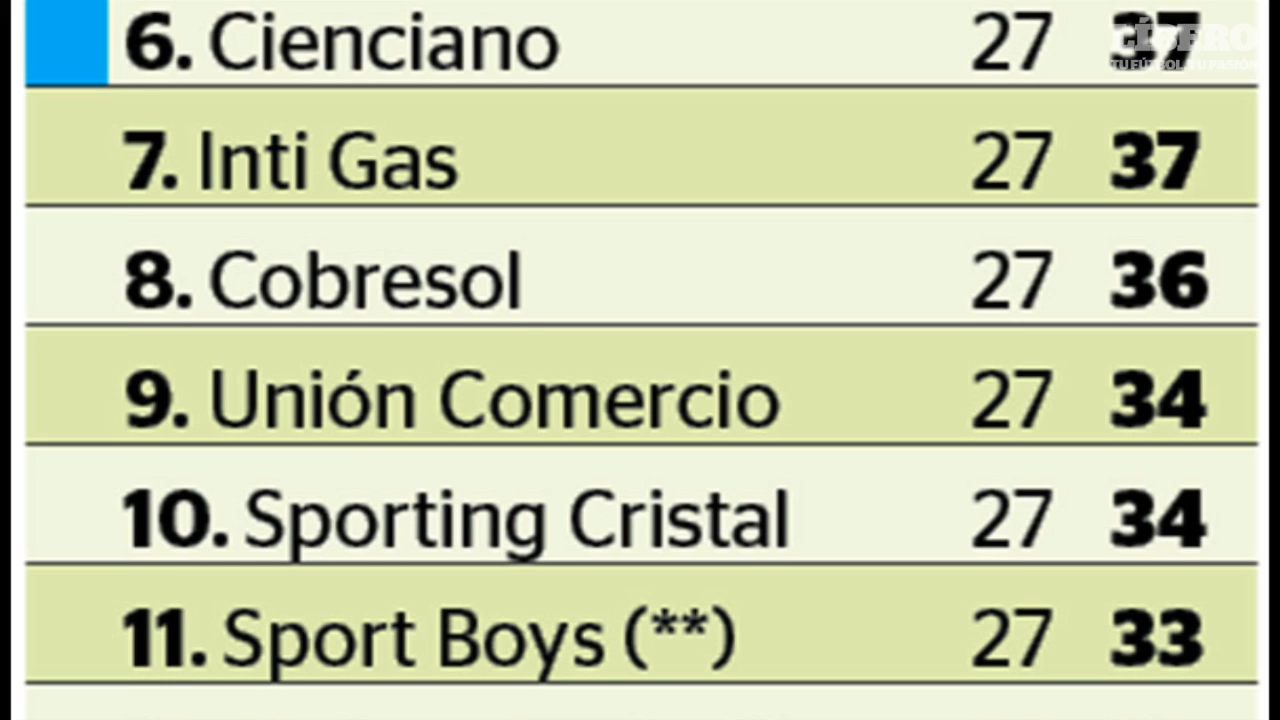 6. Cienciano 27 37
7. Inti Gas 27 37
8. Cobresol 27 36
9. Unión Comercio 27 34
10. Sporting Cristal 27 34
11. Sport Boys (**) 27 33